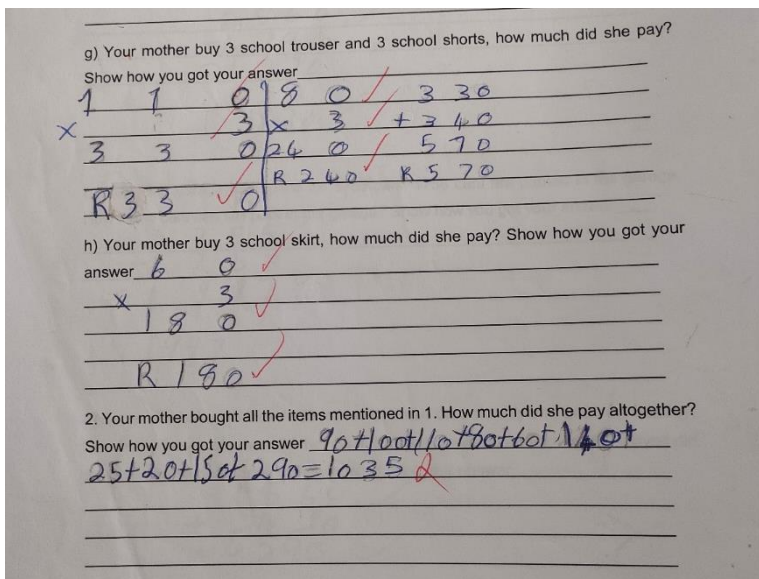 g) Your mother buy 3 school trouser and 3 school shorts, how much did she pay?
Show how you got your answer
1 1 0 8 0 3 3 0
x 3 x 3 + 3 4 0
3 3 0 2 4 0 5 7 0
R 2 4 0 R 5 7 0
R 3 3 0
h) Your mother buy 3 school skirt, how much did she pay? Show how you got your
answer 6 0
x 3
1 8 0
R 1 8 0
2. Your mother bought all the items mentioned in 1. How much did she pay altogether?
Show how you got your answer 90+100+110+80+60+140+
25+20+150+290=1035